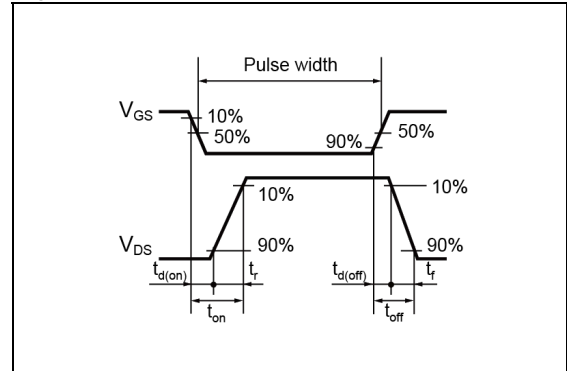 Pulse width
VGS
10%
50%
90%
50%
10%
10%
VDS
90%
90%
td(on)
tr
td(off)
tf
ton
toff